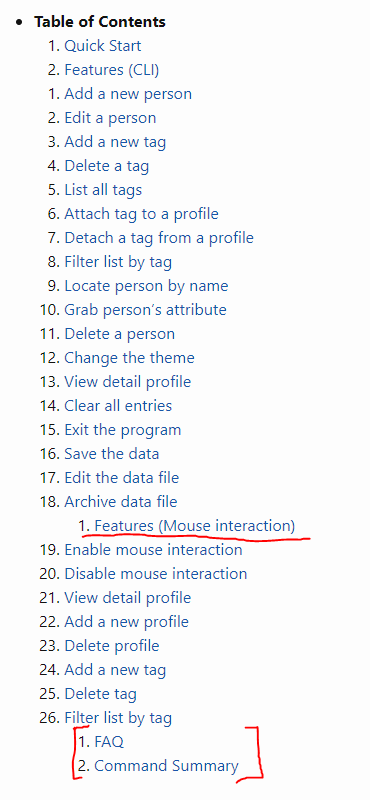 Table of Contents
1. Quick Start
2. Features (CLI)
1. Add a new person
2. Edit a person
3. Add a new tag
4. Delete a tag
5. List all tags
6. Attach tag to a profile
7. Detach a tag from a profile
8. Filter list by tag
9. Locate person by name
10. Grab person's attribute
11. Delete a person
12. Change the theme
13. View detail profile
14. Clear all entries
15. Exit the program
16. Save the data
17. Edit the data file
18. Archive data file
1. Features (Mouse interaction)
19. Enable mouse interaction
20. Disable mouse interaction
21. View detail profile
22. Add a new profile
23. Delete profile
24. Add a new tag
25. Delete tag
26. Filter list by tag
1. FAQ
2. Command Summary